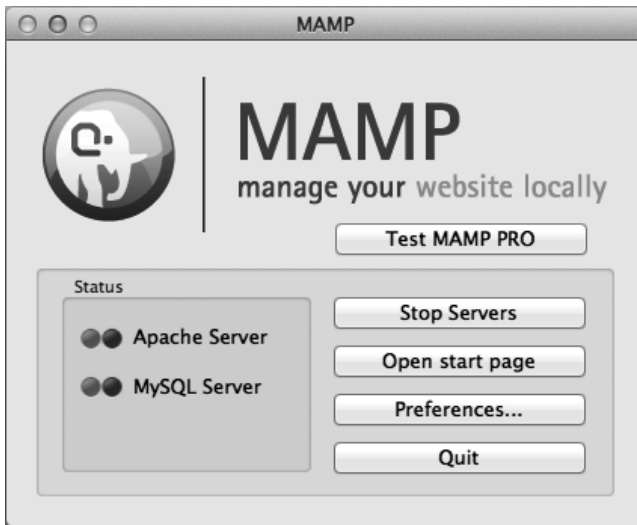 MAMP
MAMP
manage your website locally
Test MAMP PRO
Status
Apache Server
MySQL Server
Stop Servers
Open start page
Preferences...
Quit